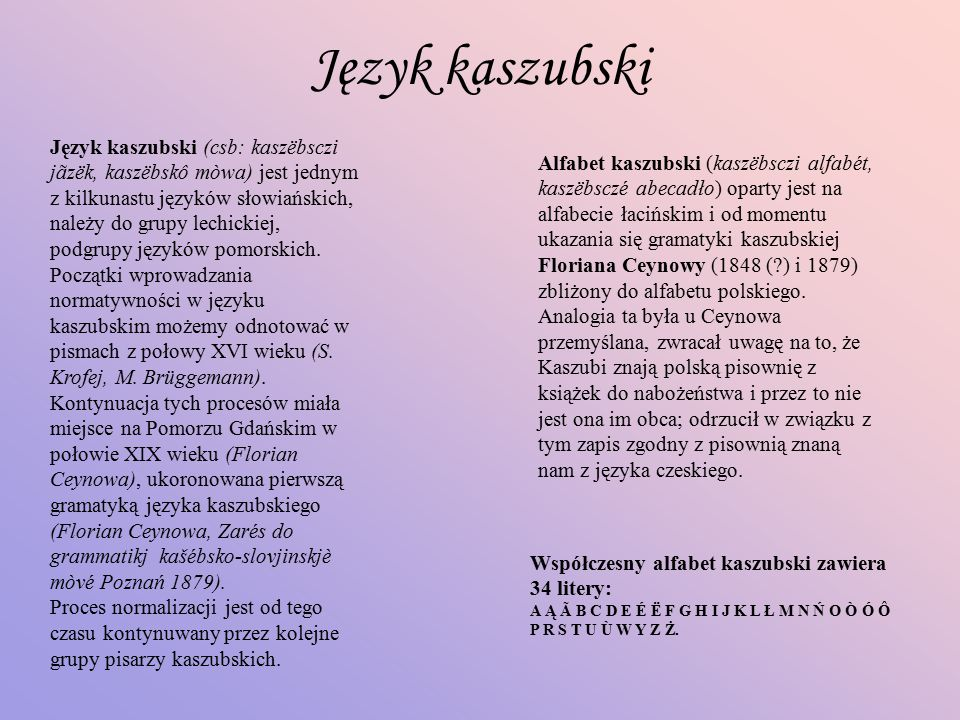 Język kaszubski
Język kaszubski (csb: kaszëbsczi
jãzëk, kaszëbskô mòwa) jest jednym
z kilkunastu języków słowiańskich,
należy do grupy lechickiej,
podgrupy języków pomorskich.
Początki wprowadzania
normatywności w języku
kaszubskim możemy odnotować w
pismach z połowy XVI wieku (S.
Krofej, M. Brüggemann).
Kontynuacja tych procesów miała
miejsce na Pomorzu Gdańskim w
połowie XIX wieku (Florian
Ceynowa), ukoronowana pierwszą
gramatyką języka kaszubskiego
(Florian Ceynowa, Zarés do
grammatikj kašébsko-slovjinskjè
mòvé Poznań 1879).
Proces normalizacji jest od tego
czasu kontynuwany przez kolejne
grupy pisarzy kaszubskich.
Alfabet kaszubski (kaszëbsczi alfabét,
kaszëbsczé abecadło) oparty jest na
alfabecie łacińskim i od momentu
ukazania się gramatyki kaszubskiej
Floriana Ceynowy (1848 (?) i 1879)
zbliżony do alfabetu polskiego.
Analogia ta była u Ceynowa
przemyślana, zwracał uwagę na to, że
Kaszubi znają polską pisownię z
książek do nabożeństwa i przez to nie
jest ona im obca; odrzucił w związku z
tym zapis zgodny z pisownią znaną
nam z języka czeskiego.
Współczesny alfabet kaszubski zawiera
34 litery:
A Ą Ã B C D E É Ë F G H I J K L Ł M N Ń O Ò Ó Ô
P R S T U Ù W Y Z Ż.